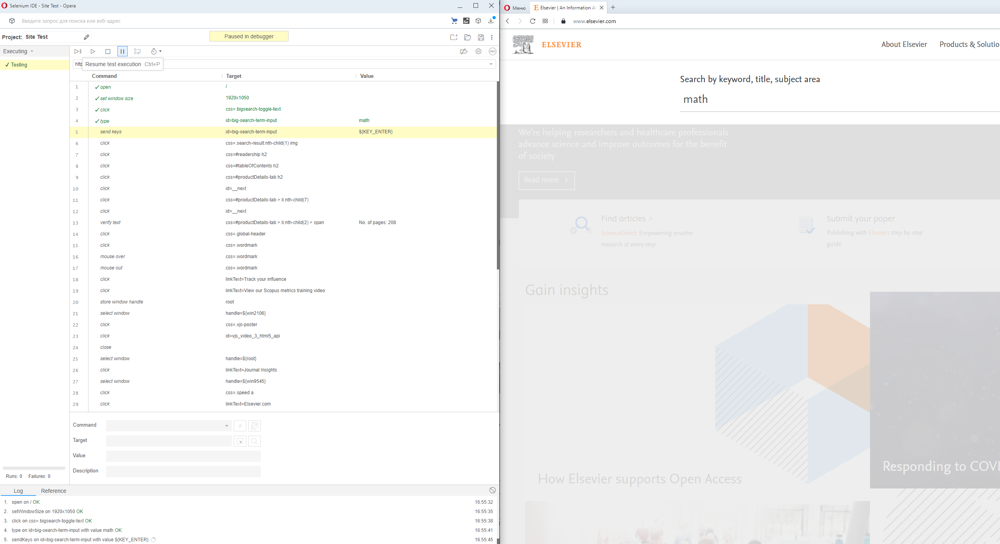 Selenium IDE - Site Test - Opera
Введите запрос для поиска или веб-адрес
Se
Project: Site Test
Paused in debugger
Executing
REC
✓ Testing
http
Resume test execution Ctrl+P
Command Target Value
1 ✓ open /
2 ✓ set window size 1920x1050
3 ✓ click css=.bigsearch-toggle-text
4 ✓ type id=big-search-term-input math
5 send keys id=big-search-term-input ${KEY_ENTER}
6 click css=.search-result:nth-child(1) img
7 click css=#readership h2
8 click css=#tableOfContents h2
9 click css=#productDetails-tab h2
10 click id=__next
11 click css=#productDetails-tab > li:nth-child(7)
12 click id=__next
13 verify text css=#productDetails-tab > li:nth-child(2) > span No. of pages: 208
14 click css=.global-header
15 click css=.wordmark
16 mouse over css=.wordmark
17 mouse out css=.wordmark
18 click linkText=Track your influence
19 click linkText=View our Scopus metrics training video
20 store window handle root
21 select window handle=${win2106}
22 click css=.vjs-poster
23 click id=vjs_video_3_html5_api
24 close
25 select window handle=${root}
26 click linkText=Journal Insights
27 select window handle=${win9545}
28 click css=.speed a
29 click linkText=Elsevier.com
Command //
Target
Value
Description
Runs: 0 Failures: 0
Log Reference
1. open on / OK 16:55:32
2. setWindowSize on 1920x1050 OK 16:55:35
3. click on css=.bigsearch-toggle-text OK 16:55:38
4. type on id=big-search-term-input with value math OK 16:55:41
5. sendKeys on id=big-search-term-input with value ${KEY_ENTER} 16:55:45
Меню
Elsevier | An Information A
www.elsevier.com
ELSEVIER
About Elsevier Products & Solutio
Search by keyword, title, subject area
math
We're helping researchers and healthcare professionals
advance science and improve outcomes for the benefit
of society
Read more
Find articles
ScienceDirect: Empowering smarter
research at every step
Submit your paper
Publishing with Elsevier: step-by-step
guide
Gain insights
How Elsevier supports Open Access
Responding to COVI